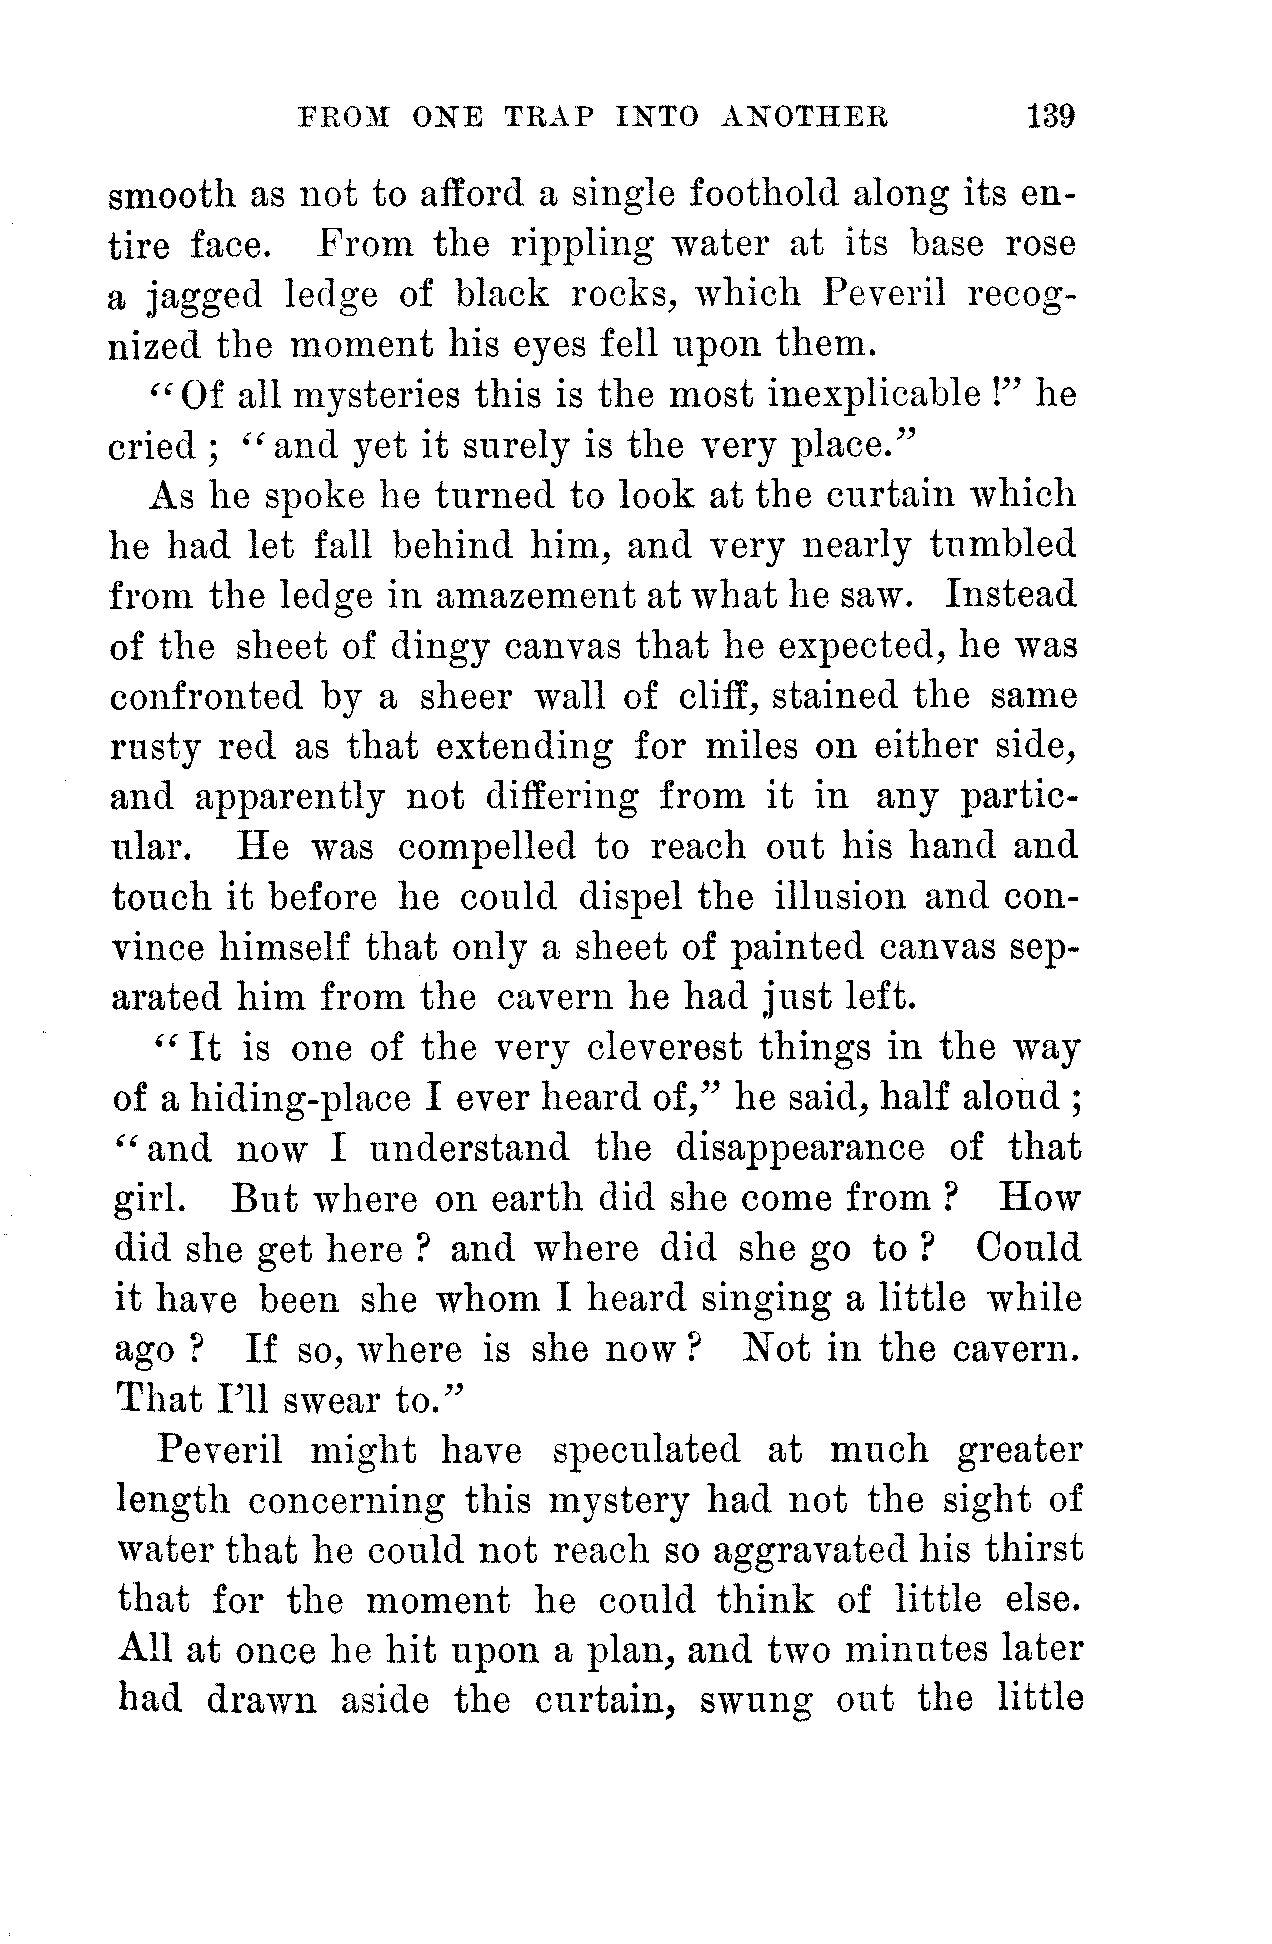 FROM ONE TRAP INTO ANOTHER 139
smooth as not to afford a single foothold along its en-
tire face. From the rippling water at its base rose
a jagged ledge of black rocks, which Peveril recog-
nized the moment his eyes fell upon them.
“Of all mysteries this is the most inexplicable !” he
cried ; “and yet it surely is the very place.”
As he spoke he turned to look at the curtain which
he had let fall behind him, and very nearly tumbled
from the ledge in amazement at what he saw. Instead
of the sheet of dingy canvas that he expected, he was
confronted by a sheer wall of cliff, stained the same
rusty red as that extending for miles on either side,
and apparently not differing from it in any partic-
ular. He was compelled to reach out his hand and
touch it before he could dispel the illusion and con-
vince himself that only a sheet of painted canvas sep-
arated him from the cavern he had just left.
“It is one of the very cleverest things in the way
of a hiding-place I ever heard of,” he said, half aloud ;
“and now I understand the disappearance of that
girl. But where on earth did she come from ? How
did she get here ? and where did she go to ? Could
it have been she whom I heard singing a little while
ago ? If so, where is she now ? Not in the cavern.
That I’ll swear to.”
Peveril might have speculated at much greater
length concerning this mystery had not the sight of
water that he could not reach so aggravated his thirst
that for the moment he could think of little else.
All at once he hit upon a plan, and two minutes later
had drawn aside the curtain, swung out the little